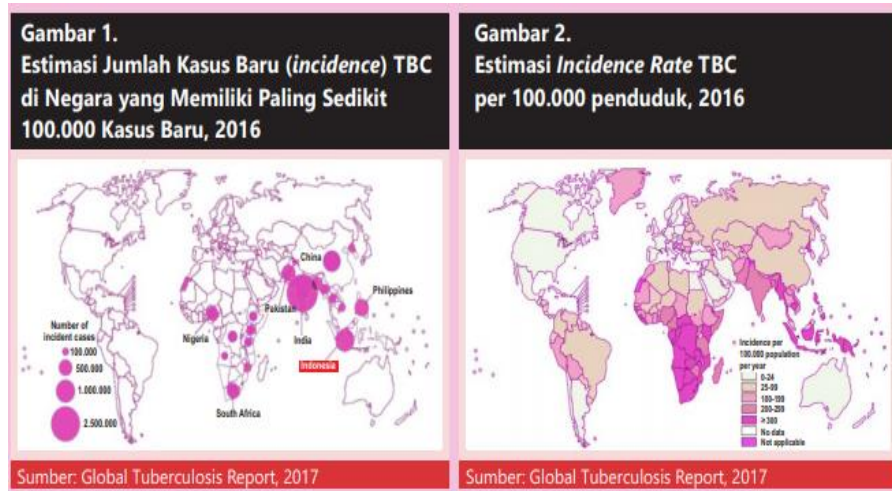 Gambar 1.
Estimasi Jumlah Kasus Baru (incidence) TBC
di Negara yang Memiliki Paling Sedikit
100.000 Kasus Baru, 2016
China
Philippines
Pakistan
Nigeria
India
Indonesia
South Africa
Number of
incident cases
100.000
500.000
1.000.000
2.500.000
Sumber: Global Tuberculosis Report, 2017
Gambar 2.
Estimasi Incidence Rate TBC
per 100.000 penduduk, 2016
Incidence per
100.000 population
per year
0-24
25-99
100-199
200-299
≥300
No data
Not applicable
Sumber: Global Tuberculosis Report, 2017